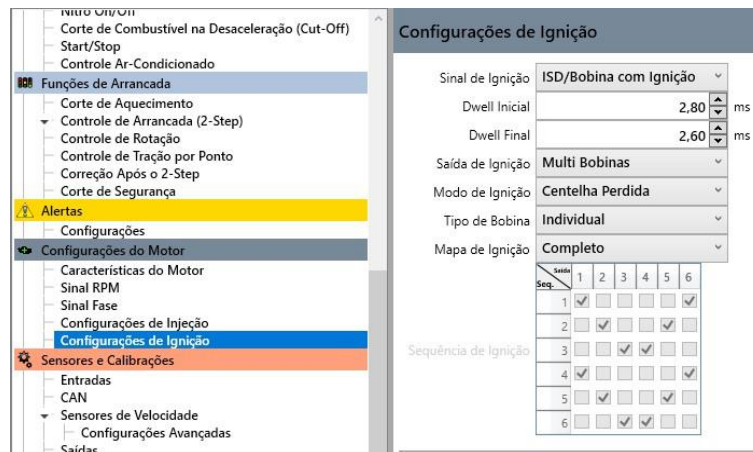 Nitro On/Off
Corte de Combustível na Desaceleração (Cut-Off)
Start/Stop
Controle Ar-Condicionado
Funções de Arrancada
Corte de Aquecimento
Controle de Arrancada (2-Step)
Controle de Rotação
Controle de Tração por Ponto
Correção Após o 2-Step
Corte de Segurança
Alertas
Configurações
Configurações do Motor
Características do Motor
Sinal RPM
Sinal Fase
Configurações de Injeção
Configurações de Ignição
Sensores e Calibrações
Entradas
CAN
Sensores de Velocidade
Configurações Avançadas
Saídas
Configurações de Ignição
Sinal de Ignição ISD/Bobina com Ignição
Dwell Inicial 2,80 ms
Dwell Final 2,60 ms
Saída de Ignição Multi Bobinas
Modo de Ignição Centelha Perdida
Tipo de Bobina Individual
Mapa de Ignição Completo
Saída 1 2 3 4 5 6
Seq.
1
2
Sequência de Ignição 3
4
5
6